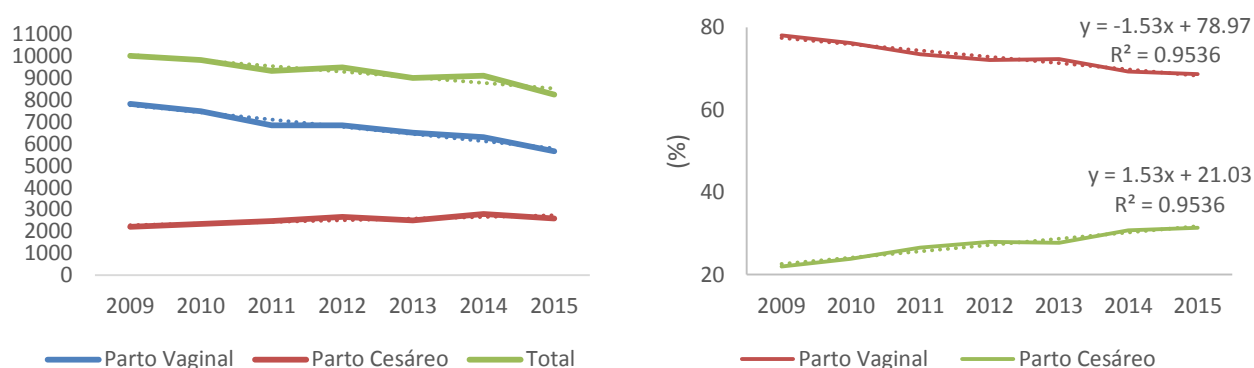 11000
10000
9000
8000
7000
6000
5000
4000
3000
2000
1000
0
2009 2010 2011 2012 2013 2014 2015
Parto Vaginal Parto Cesáreo Total
80
60
40
20
(%)
y = -1.53x + 78.97
R² = 0.9536
y = 1.53x + 21.03
R² = 0.9536
2009 2010 2011 2012 2013 2014 2015
Parto Vaginal Parto Cesáreo